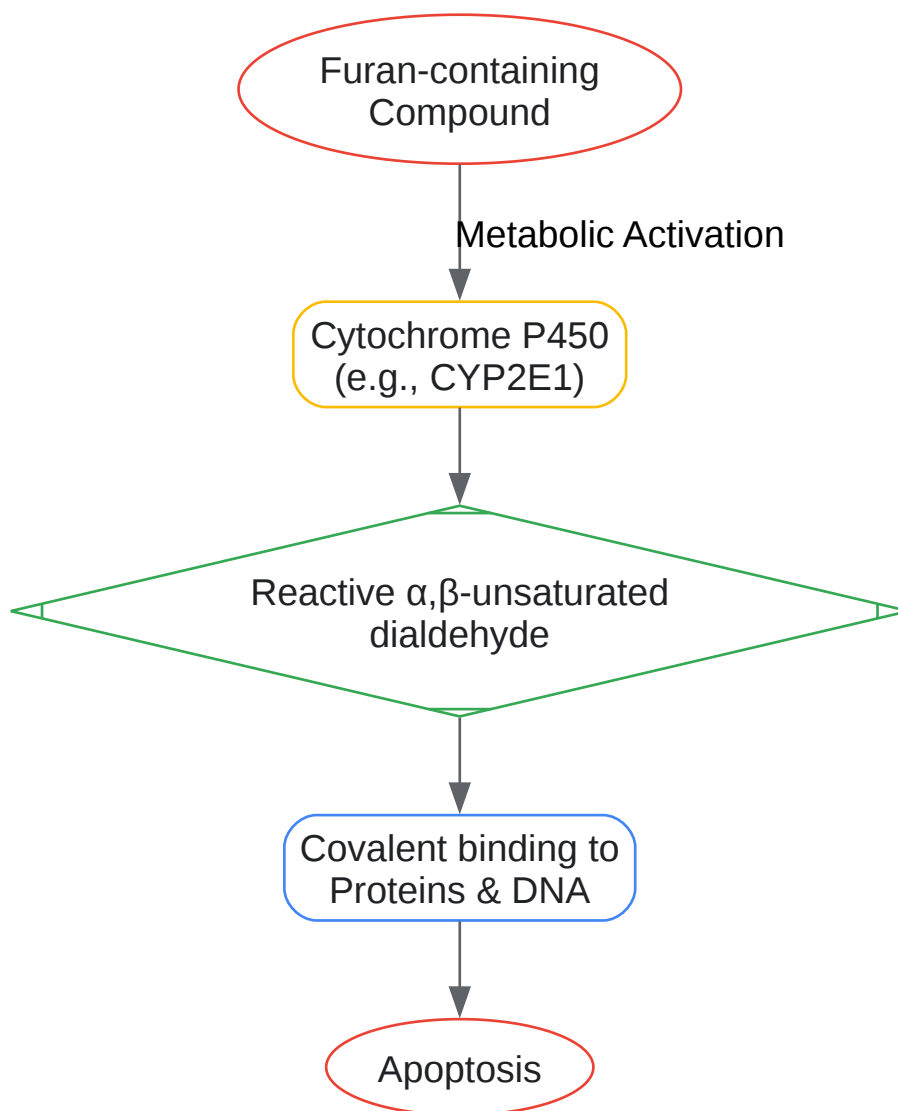 Furan-containing
Compound
Metabolic Activation
Cytochrome P450
(e.g., CYP2E1)
Reactive α,β-unsaturated
dialdehyde
Covalent binding to
Proteins & DNA
Apoptosis